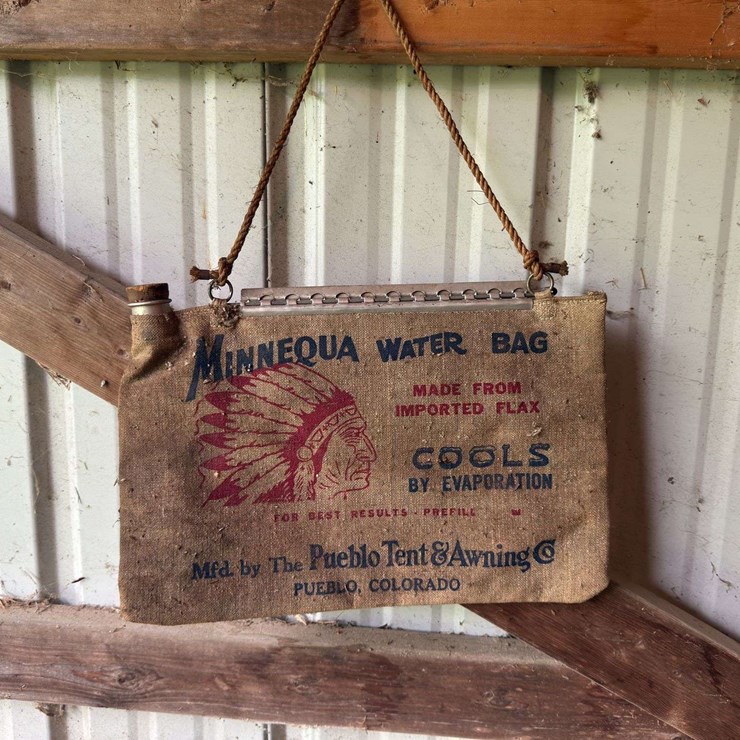 MINNEQUA WATER BAG
MADE FROM
IMPORTED FLAX
COOLS
BY EVAPORATION
FOR BEST RESULTS - PREFILL
Mfd. by The Pueblo Tent & Awning Co
PUEBLO, COLORADO